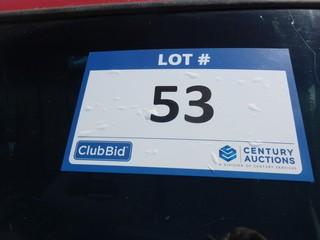 LOT #
53
ClubBid
CENTURY
AUCTIONS
A DIVISION OF CENTURY SERVICES